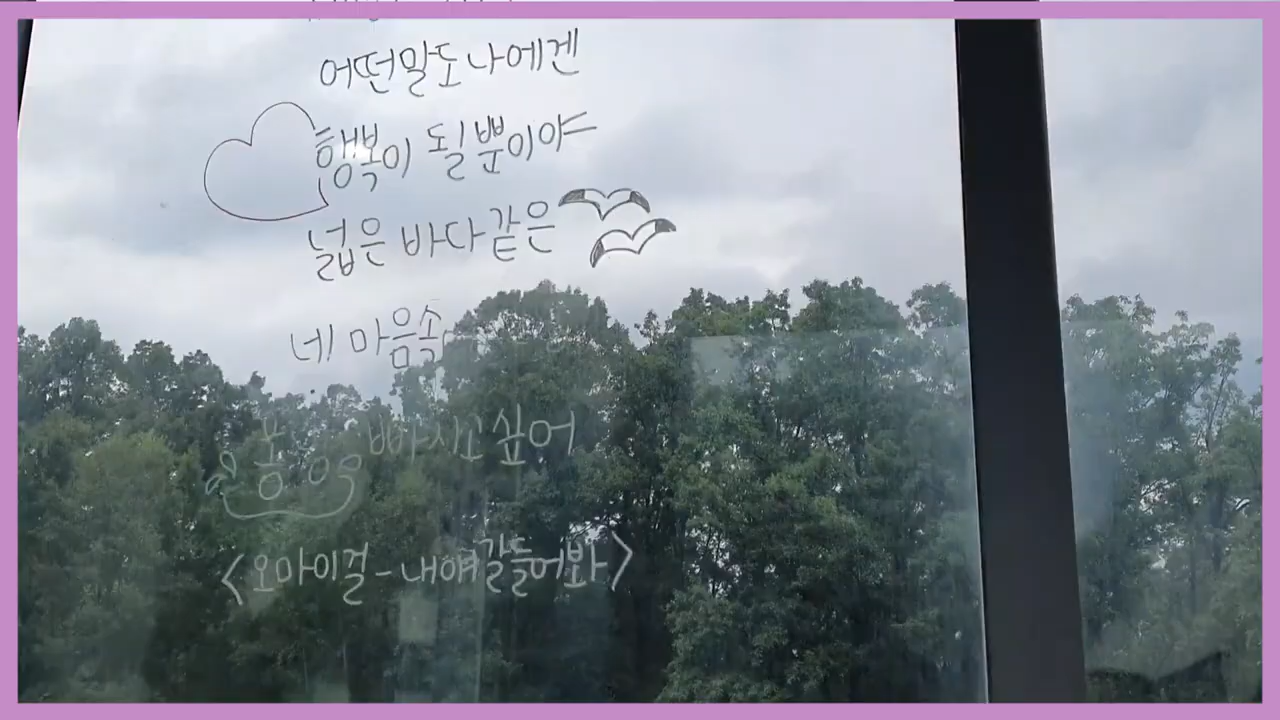 어떤말도나에겐
행복이 될뿐이야
넓은 바다같은
네 마음속
퐁당빠지고싶어
<오마이걸-내얘길들어봐>